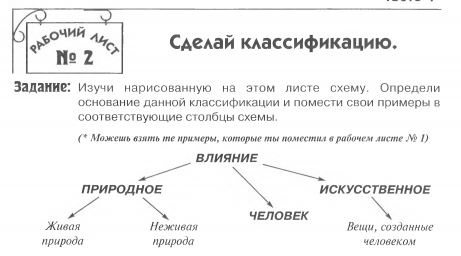 РАБОЧИЙ ЛИСТ
№ 2
Сделай классификацию.
Задание: Изучи нарисованную на этом листе схему. Определи
основание данной классификации и помести свои примеры в
соответствующие столбцы схемы.
(* Можешь взять те примеры, которые ты поместил в рабочем листе № 1)
ВЛИЯНИЕ
ПРИРОДНОЕ
ИСКУССТВЕННОЕ
ЧЕЛОВЕК
Живая
природа
Неживая
природа
Вещи, созданные
человеком